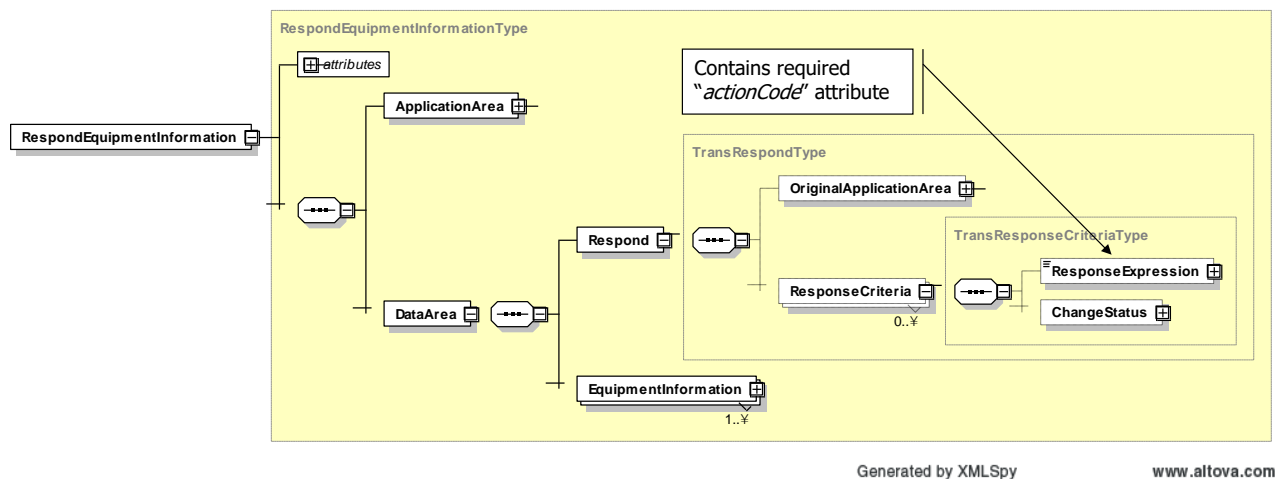 RespondEquipmentInformationType
attributes
Contains required
“actionCode” attribute
ApplicationArea
RespondEquipmentInformation
TransRespondType
OriginalApplicationArea
TransResponseCriteriaType
Respond
ResponseExpression
ResponseCriteria
0..¥
ChangeStatus
DataArea
EquipmentInformation
1..¥
Generated by XMLSpy
www.altova.com